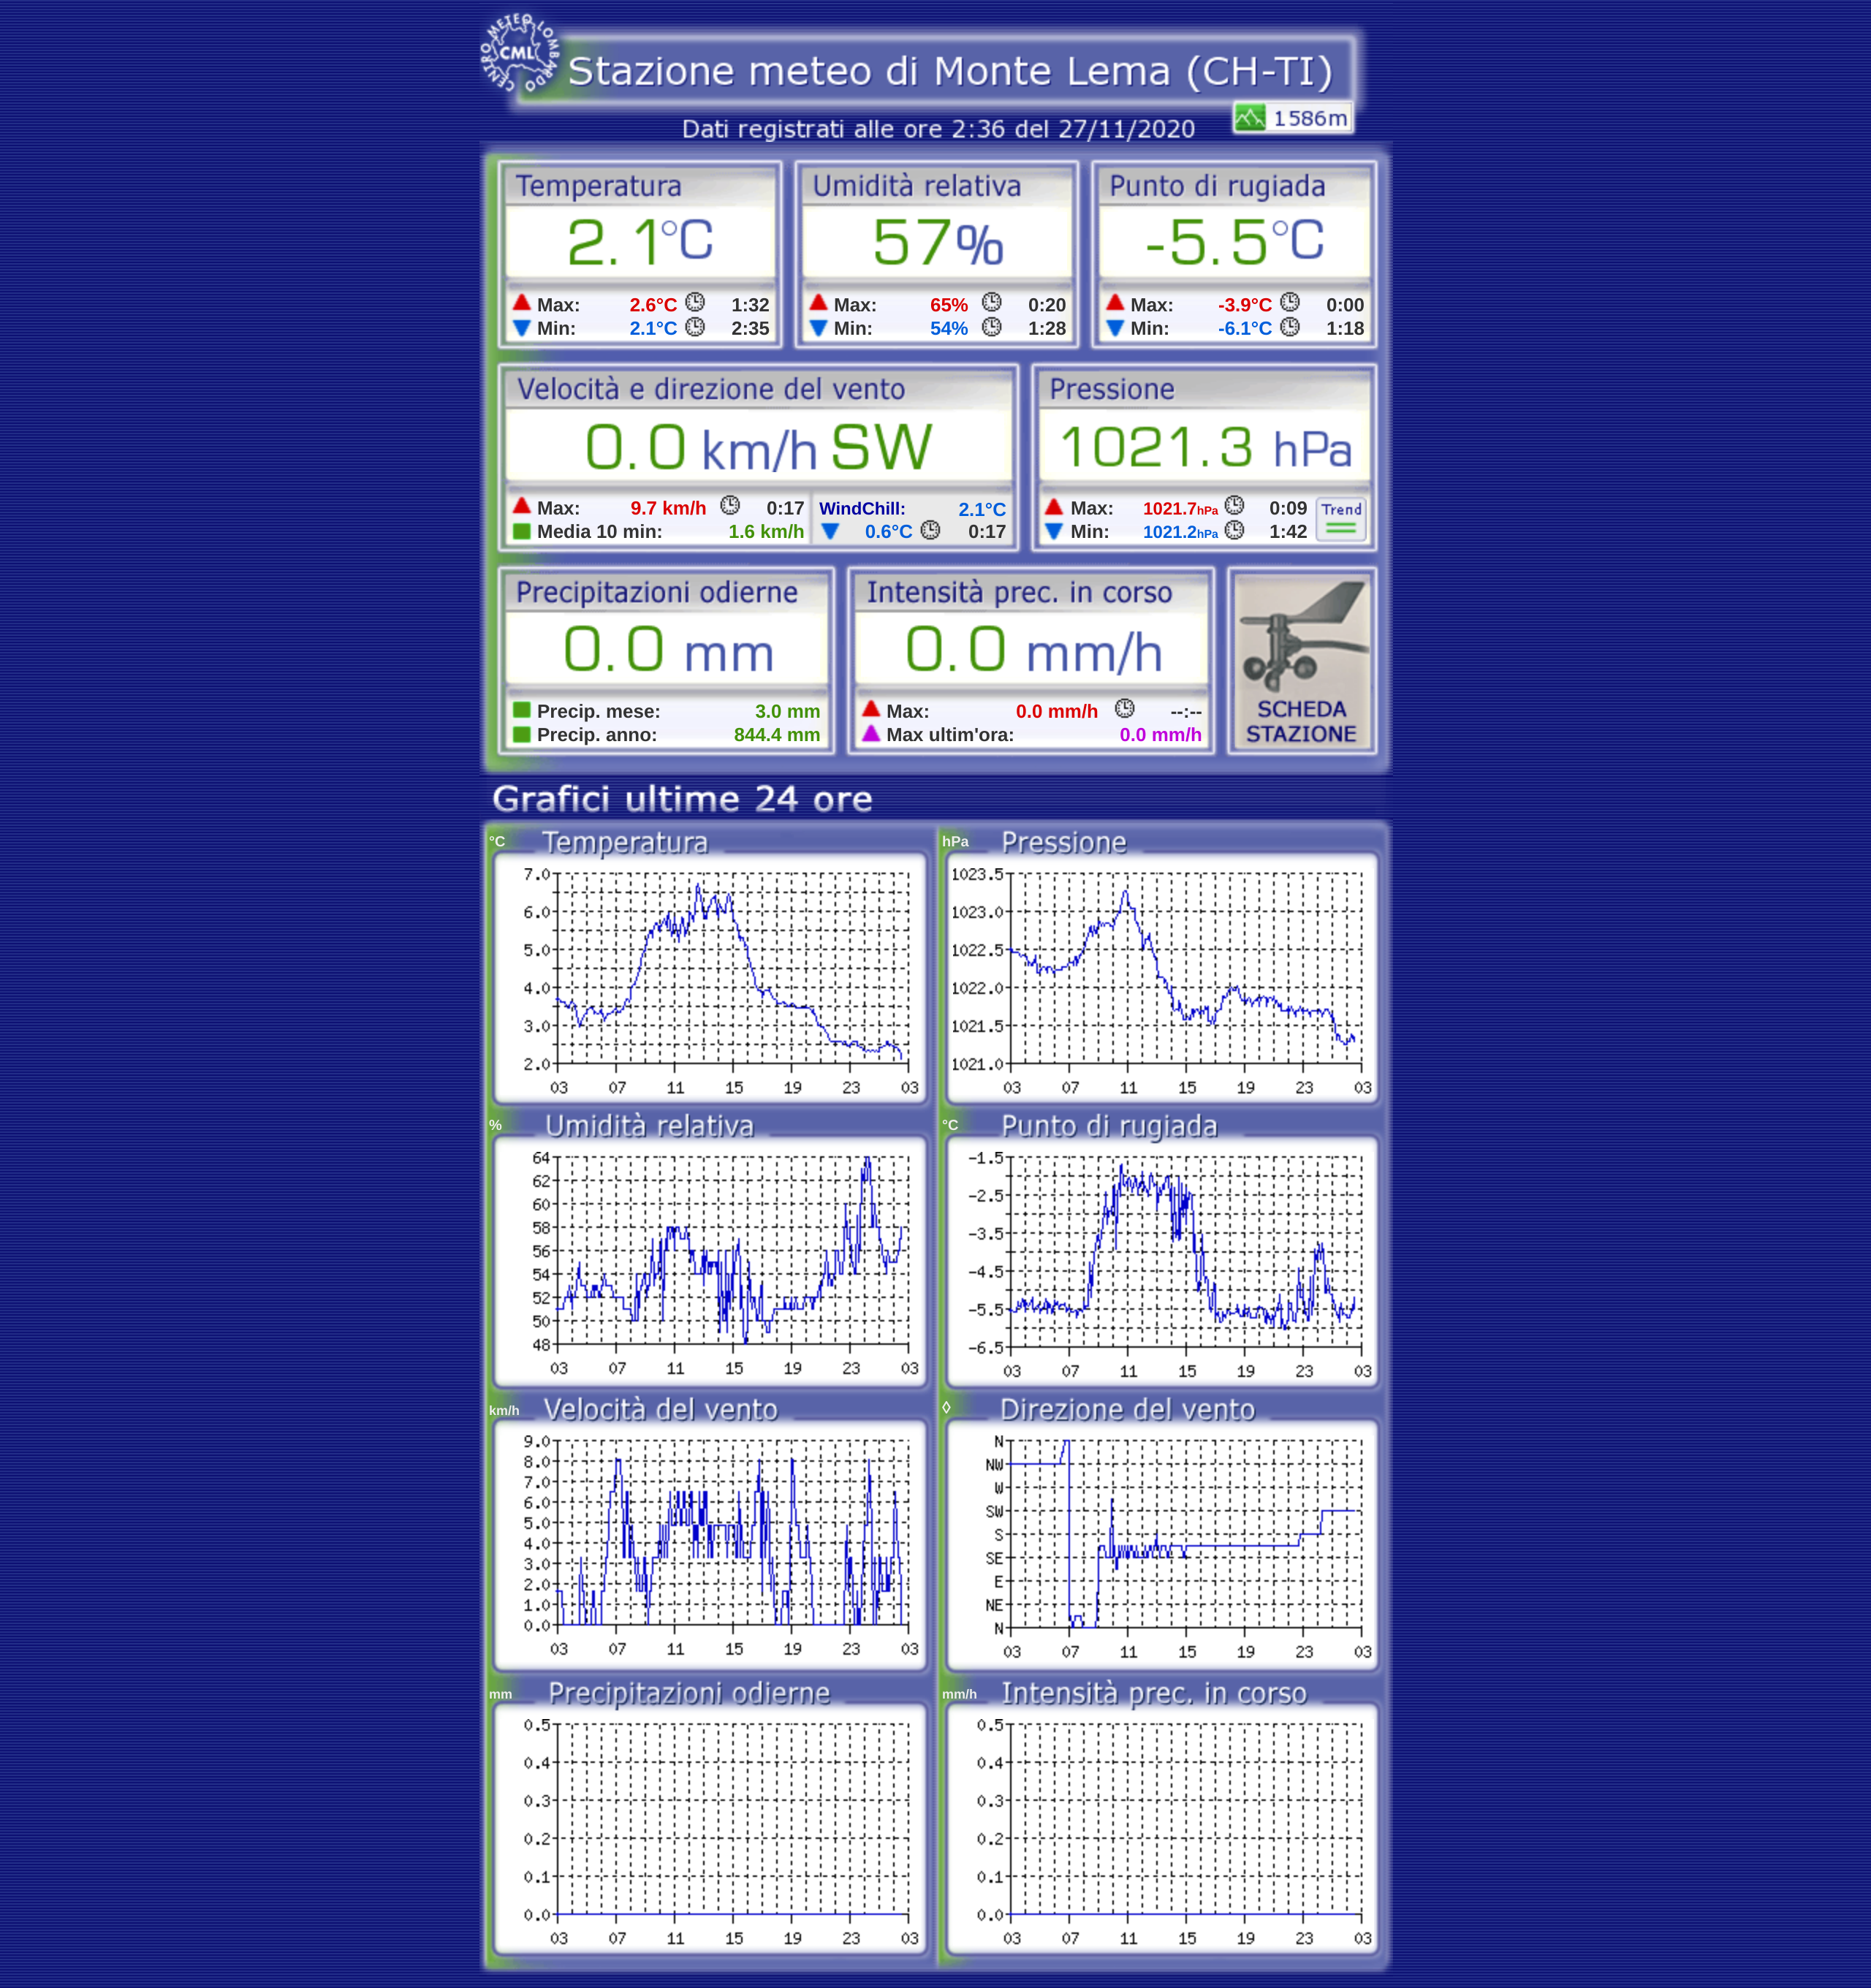 CENTRO METEO LOMBARDO
CML
Stazione meteo di Monte Lema (CH-TI)
1586m
Dati registrati alle ore 2:36 del 27/11/2020
Temperatura
2.1°C
Max: 2.6°C 1:32
Min: 2.1°C 2:35
Umidità relativa
57%
Max: 65% 0:20
Min: 54% 1:28
Punto di rugiada
-5.5°C
Max: -3.9°C 0:00
Min: -6.1°C 1:18
Velocità e direzione del vento
0.0 km/h SW
Max: 9.7 km/h 0:17
Media 10 min: 1.6 km/h
WindChill: 2.1°C
0.6°C 0:17
Pressione
1021.3 hPa
Max: 1021.7hPa 0:09
Min: 1021.2hPa 1:42
Trend
Precipitazioni odierne
0.0 mm
Precip. mese: 3.0 mm
Precip. anno: 844.4 mm
Intensità prec. in corso
0.0 mm/h
Max: 0.0 mm/h --:--
Max ultim'ora: 0.0 mm/h
SCHEDA
STAZIONE
Grafici ultime 24 ore
°C Temperatura
7.0
6.0
5.0
4.0
3.0
2.0
03 07 11 15 19 23 03
hPa Pressione
1023.5
1023.0
1022.5
1022.0
1021.5
1021.0
03 07 11 15 19 23 03
% Umidità relativa
64
62
60
58
56
54
52
50
48
03 07 11 15 19 23 03
°C Punto di rugiada
-1.5
-2.5
-3.5
-4.5
-5.5
-6.5
03 07 11 15 19 23 03
km/h Velocità del vento
9.0
8.0
7.0
6.0
5.0
4.0
3.0
2.0
1.0
0.0
03 07 11 15 19 23 03
◊ Direzione del vento
N
NW
W
SW
S
SE
E
NE
N
03 07 11 15 19 23 03
mm Precipitazioni odierne
0.5
0.4
0.3
0.2
0.1
0.0
03 07 11 15 19 23 03
mm/h Intensità prec. in corso
0.5
0.4
0.3
0.2
0.1
0.0
03 07 11 15 19 23 03